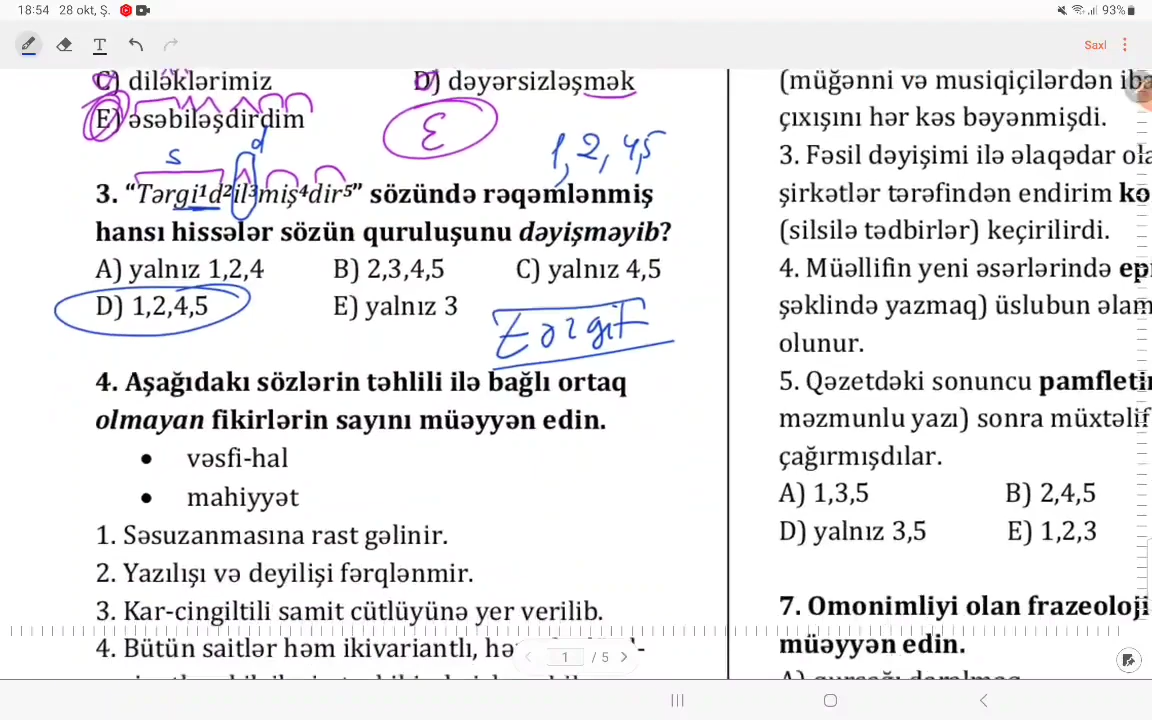 18:54 28 okt, Ş. 93%
T Saxl
C) diləklərimiz D) dəyərsizləşmək
E) əsəbiləşdirdim
E
s d 1, 2, 4,5
3. “Tərgi¹d²il³miş⁴dir⁵” sözündə rəqəmlənmiş
hansı hissələr sözün quruluşunu dəyişməyib?
A) yalnız 1,2,4 B) 2,3,4,5 C) yalnız 4,5
D) 1,2,4,5 E) yalnız 3
4. Aşağıdakı sözlərin təhlili ilə bağlı ortaq
olmayan fikirlərin sayını müəyyən edin.
• vəsfi-hal
• mahiyyət
1. Səsuzanmasına rast gəlinir.
2. Yazılışı və deyilişi fərqlənmir.
3. Kar-cingiltili samit cütlüyünə yer verilib.
4. Bütün saitlər həm ikivariantlı, hə
(müğənni və musiqiçilərdən iba
çıxışını hər kəs bəyənmişdi.
3. Fəsil dəyişimi ilə əlaqədar ola
şirkətlər tərəfindən endirim ko
(silsilə tədbirlər) keçirilirdi.
4. Müəllifin yeni əsərlərində ep
şəklində yazmaq) üslubun əlam
olunur.
5. Qəzetdəki sonuncu pamfleti
məzmunlu yazı) sonra müxtəlif
çağırmışdılar.
A) 1,3,5 B) 2,4,5
D) yalnız 3,5 E) 1,2,3
7. Omonimliyi olan frazeoloji
müəyyən edin.
1 / 5